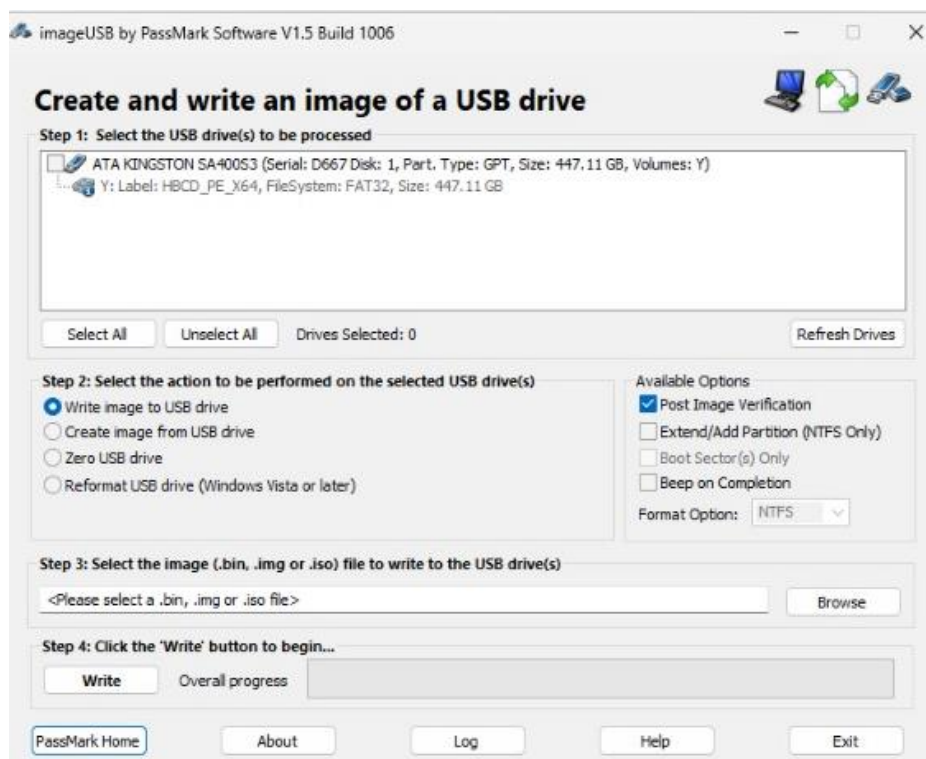 imageUSB by PassMark Software V1.5 Build 1006
Create and write an image of a USB drive
Step 1: Select the USB drive(s) to be processed
ATA KINGSTON SA400S3 (Serial: D667 Disk: 1, Part. Type: GPT, Size: 447.11 GB, Volumes: Y)
Y: Label: HBCD_PE_X64, FileSystem: FAT32, Size: 447.11 GB
Select All Unselect All Drives Selected: 0 Refresh Drives
Step 2: Select the action to be performed on the selected USB drive(s)
Write image to USB drive
Create image from USB drive
Zero USB drive
Reformat USB drive (Windows Vista or later)
Available Options
Post Image Verification
Extend/Add Partition (NTFS Only)
Boot Sector(s) Only
Beep on Completion
Format Option: NTFS
Step 3: Select the image (.bin, .img or .iso) file to write to the USB drive(s)
<Please select a .bin, .img or .iso file> Browse
Step 4: Click the 'Write' button to begin...
Write Overall progress
PassMark Home About Log Help Exit